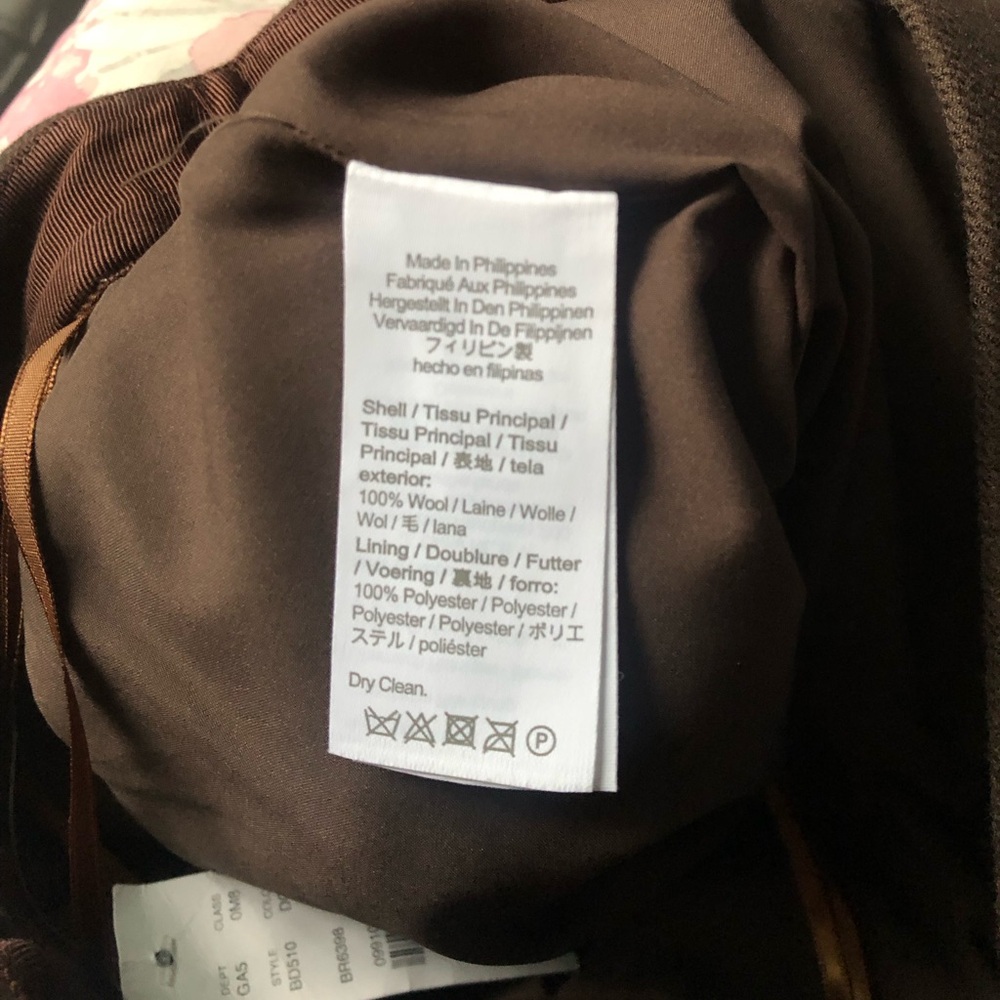 Made In Philippines
Fabriqué Aux Philippines
Hergestellt In Den Philippinen
Vervaardigd In De Filippijnen
フィリピン製
hecho en filipinas
Shell / Tissu Principal /
Tissu Principal / Tissu
Principal / 表地 / tela
exterior:
100% Wool / Laine / Wolle /
Wol / 毛 / lana
Lining / Doublure / Futter
/ Voering / 裏地 / forro:
100% Polyester / Polyester /
Polyester / Polyester / ポリエ
ステル / poliéster
Dry Clean.
P
DEPT
GA5
CLASS
0M8
STYLE
BD510
BR6398